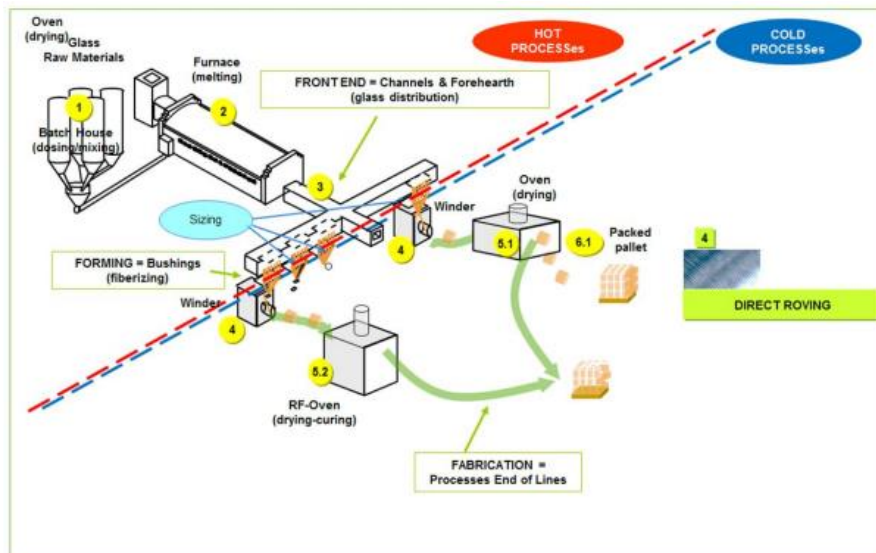 Oven
(drying)
Glass
Raw Materials
HOT
PROCESSes
COLD
PROCESSes
Furnace
(melting)
FRONT END = Channels & Forehearth
(glass distribution)
1
2
Batch House
(dosing/mixing)
3
Sizing
Winder
Oven
(drying)
4
5.1
6.1
Packed
pallet
4
FORMING = Bushings
(fiberizing)
DIRECT ROVING
Winder
4
5.2
RF-Oven
(drying-curing)
FABRICATION =
Processes End of Lines